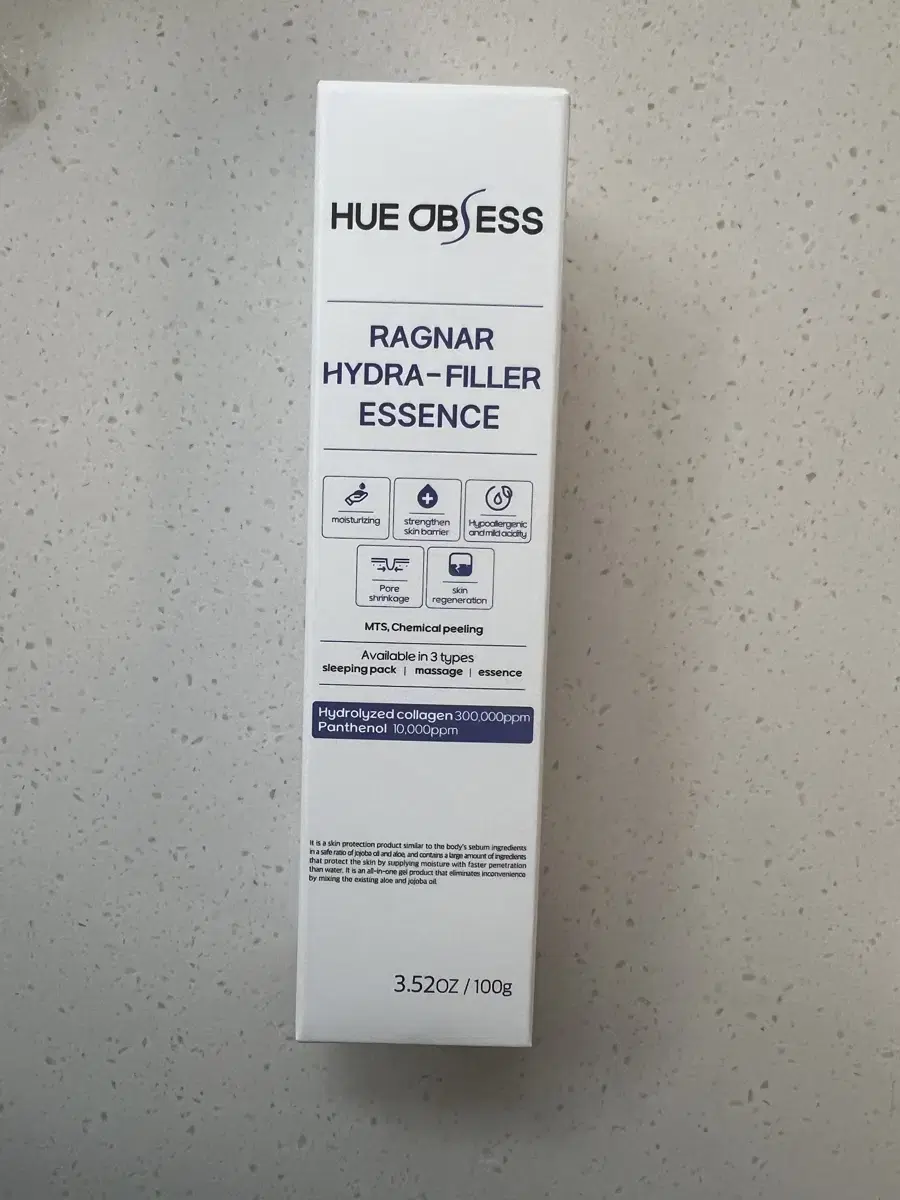 HUE OBSESS
RAGNAR
HYDRA-FILLER
ESSENCE
moisturizing
strengthen
skin barrier
Hypoallergenic
and mild acidity
Pore
shrinkage
skin
regeneration
MTS, Chemical peeling
Available in 3 types
sleeping pack | massage | essence
Hydrolyzed collagen 300,000ppm
Panthenol 10,000ppm
It is a skin protection product similar to the body's sebum ingredients
in a safe ratio of jojoba oil and aloe, and contains a large amount of ingredients
that protect the skin by supplying moisture with faster penetration
than water. It is an all-in-one gel product that eliminates inconvenience
by mixing the existing aloe and jojoba oil.
3.52OZ / 100g